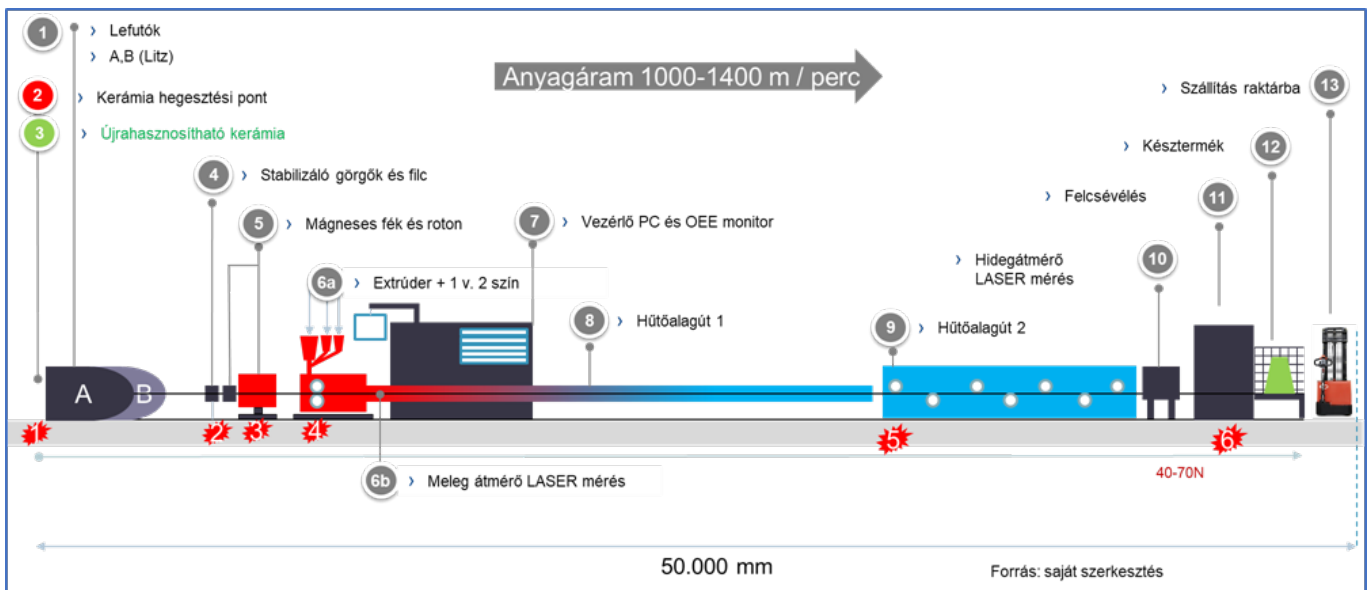 1
› Lefutók
› A,B (Litz)
2 › Kerámia hegesztési pont
3 › Újrahasznosítható kerámia
Anyagáram 1000-1400 m / perc
4 › Stabilizáló görgők és filc
5 › Mágneses fék és roton
6a › Extrúder + 1 v. 2 szín
7 › Vezérlő PC és OEE monitor
8 › Hűtőalagút 1
9 › Hűtőalagút 2
› Hidegátmérő
LASER mérés
10
› Felcsévélés
11
› Késztermék
12
› Szállítás raktárba
13
A B
1 2 3 4 5 6
6b › Meleg átmérő LASER mérés
40-70N
50.000 mm
Forrás: saját szerkesztés